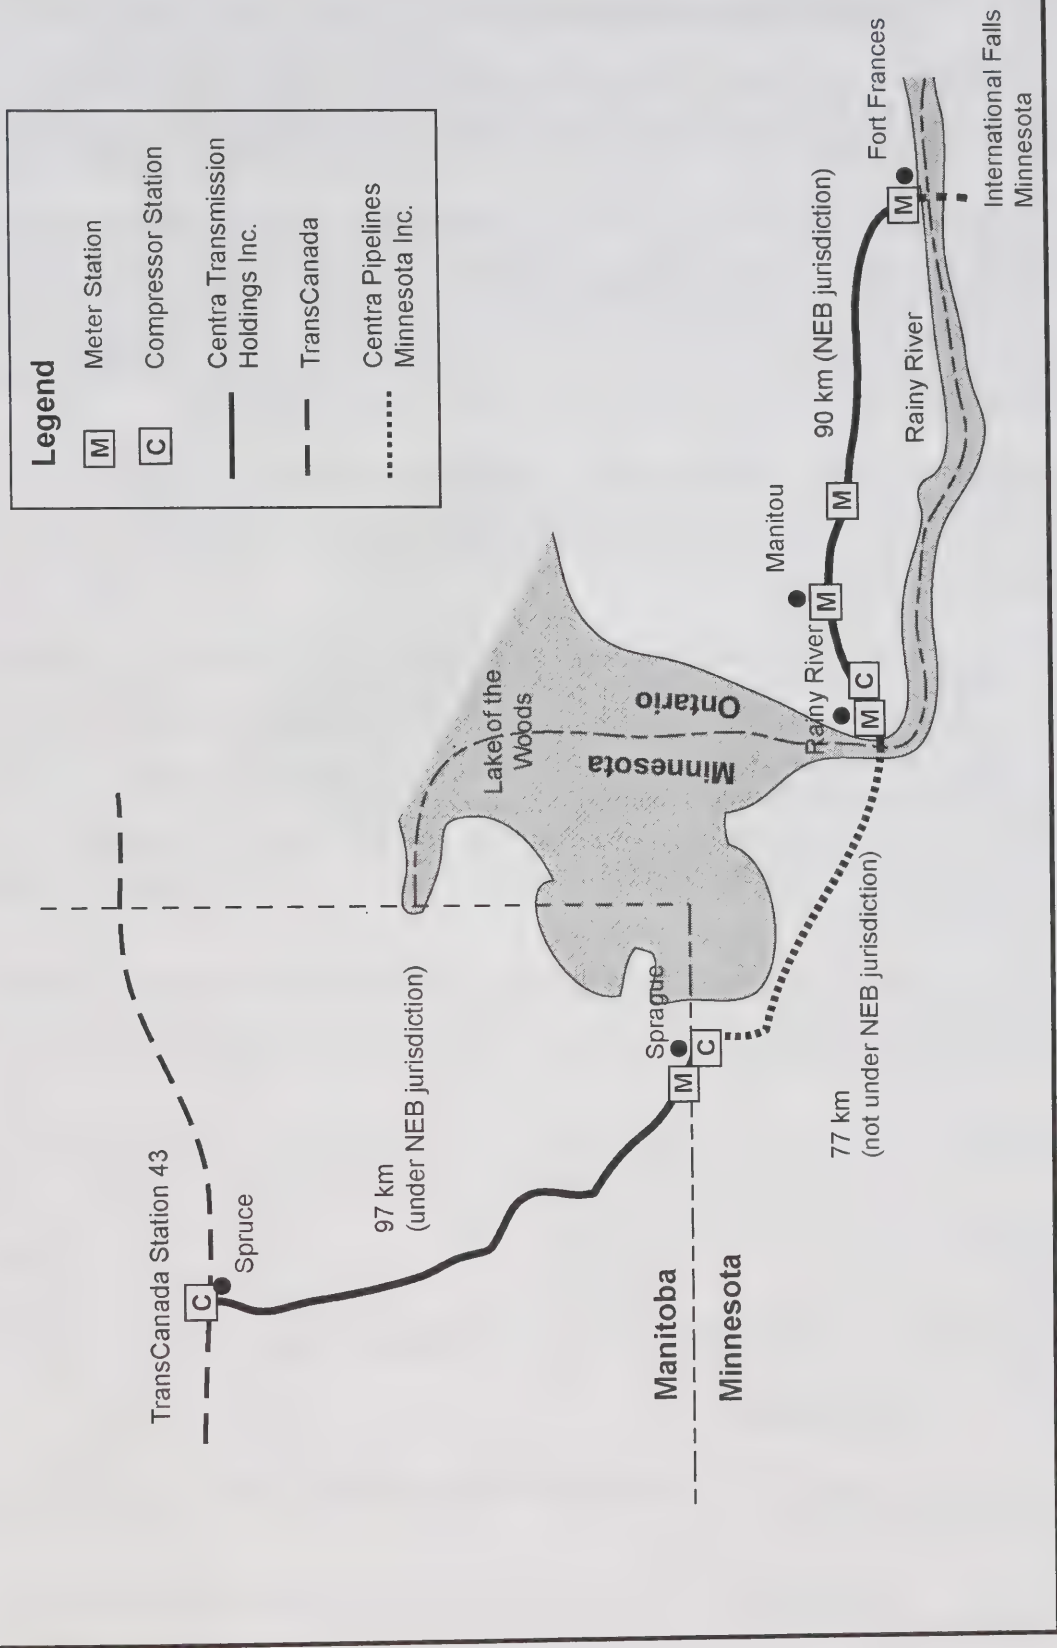 Legend
M Meter Station
C Compressor Station
Centra Transmission
Holdings Inc.
TransCanada
Centra Pipelines
Minnesota Inc.
TransCanada Station 43
C
Spruce
97 km
(under NEB jurisdiction)
Lake of the
Woods
Minnesota
Ontario
Sprague
M
C
Manitoba
Minnesota
77 km
(not under NEB jurisdiction)
Rainy River
M
C
Manitou
M
M
90 km (NEB jurisdiction)
Rainy River
Fort Frances
M
International Falls
Minnesota